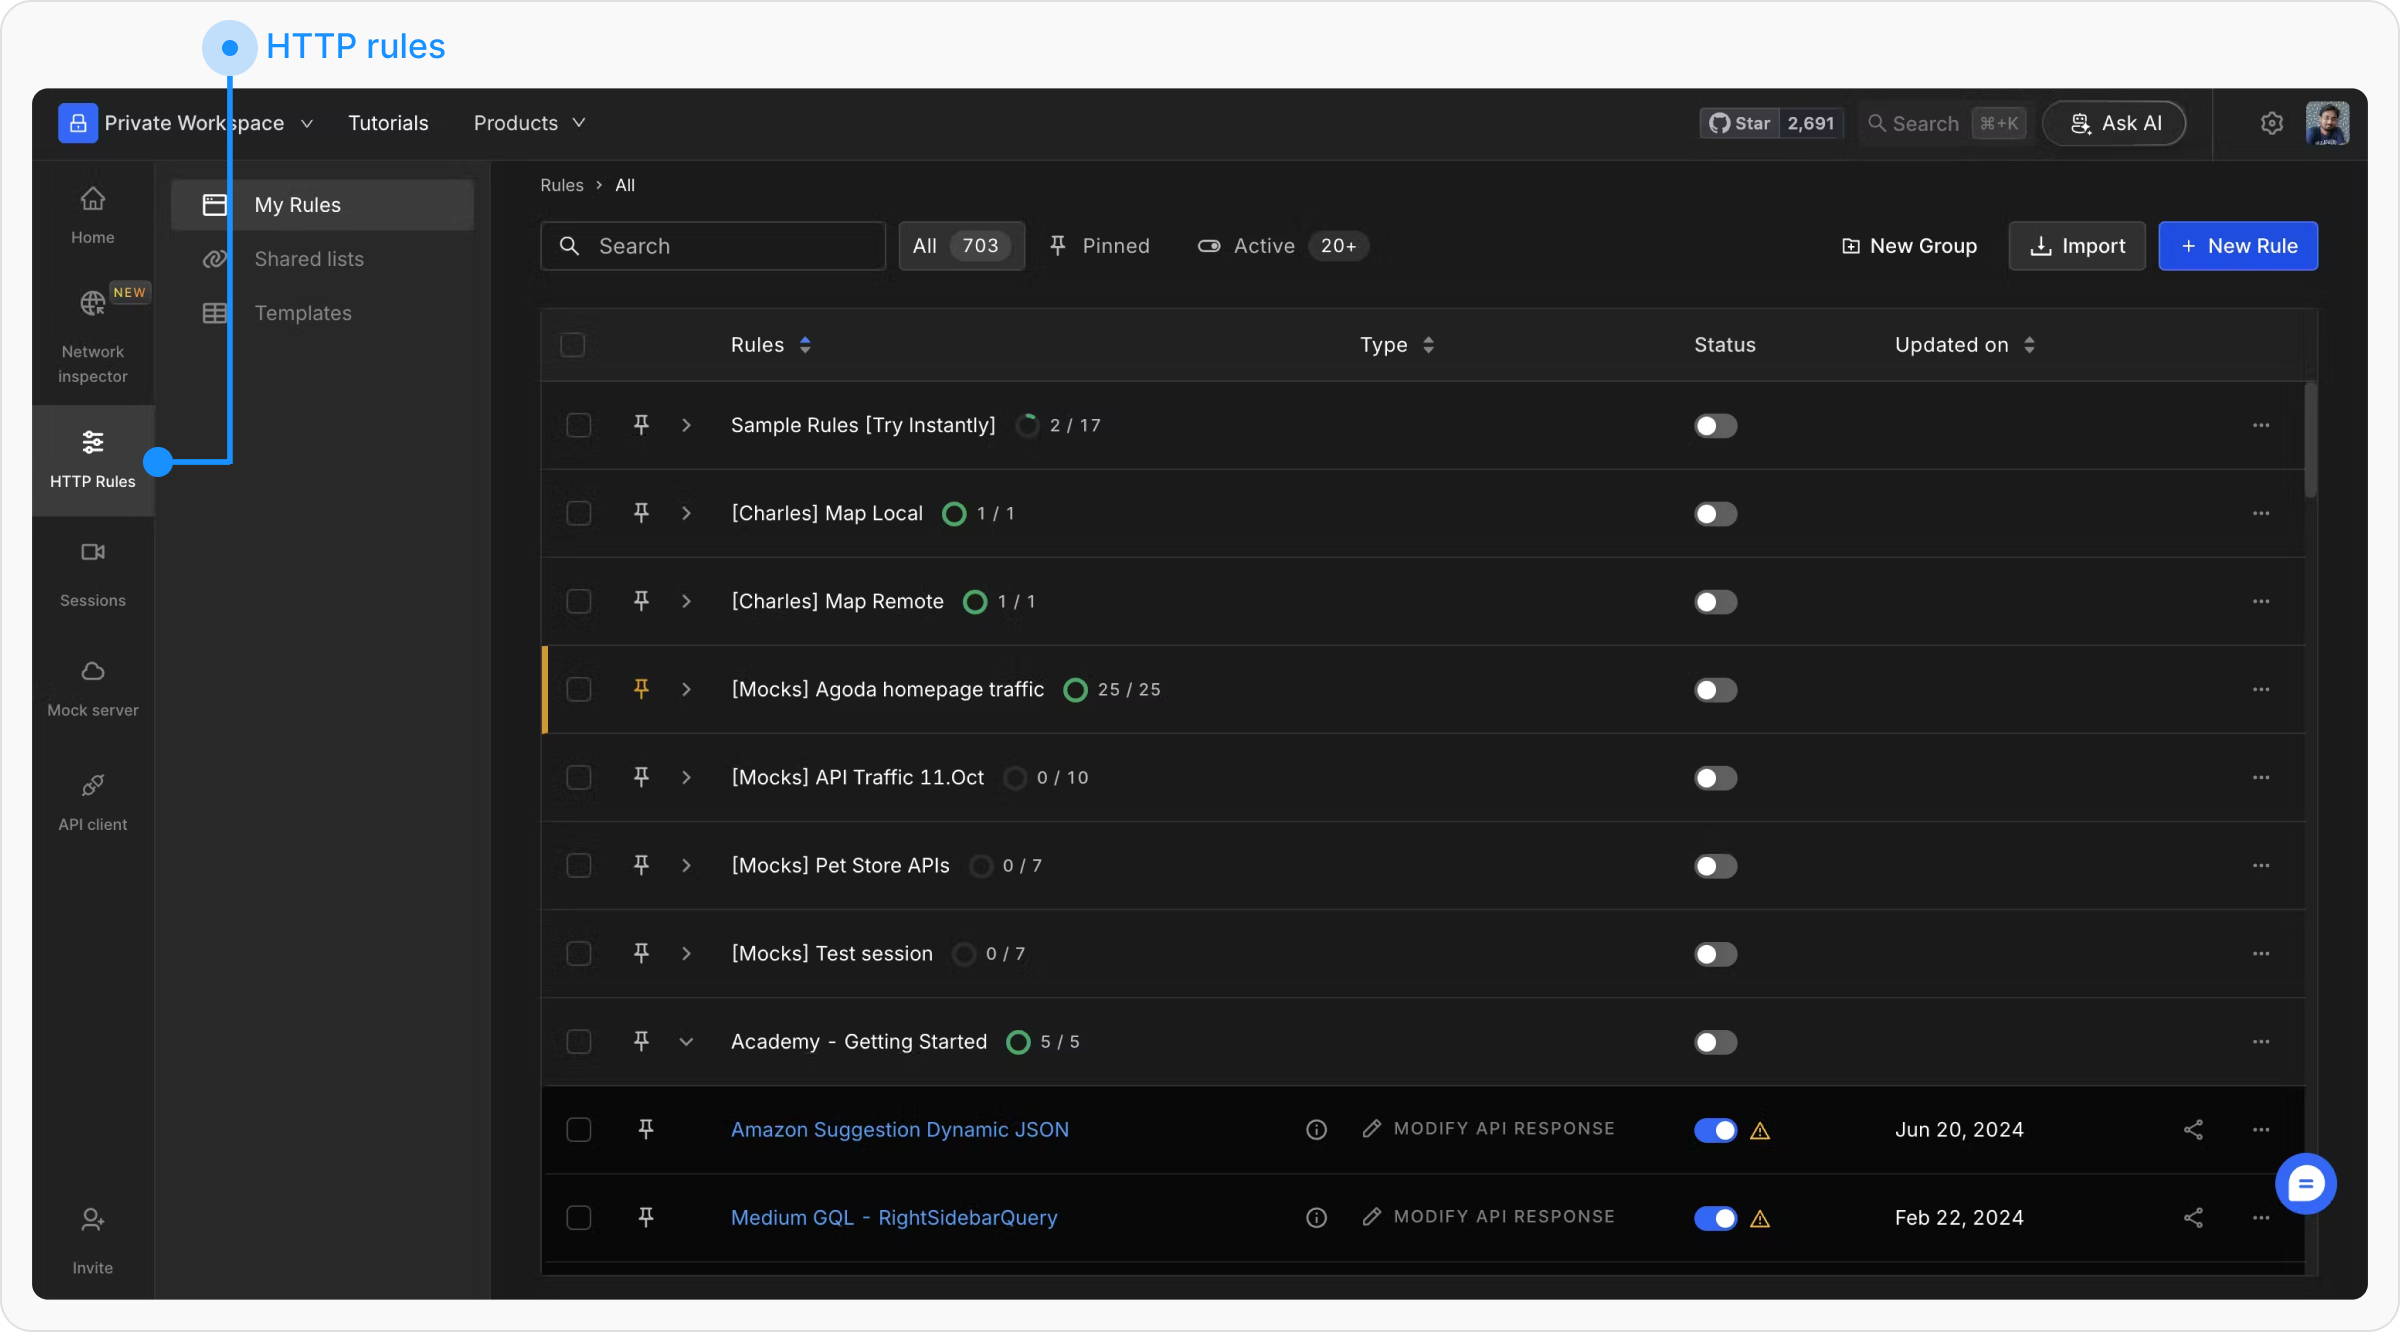 HTTP rules
Private Workspace
Tutorials
Products
Star 2,691
Search ⌘+K
Ask AI
Home
NEW
Network
inspector
HTTP Rules
Sessions
Mock server
API client
Invite
My Rules
Shared lists
Templates
Rules > All
Search
All 703
Pinned
Active 20+
New Group
Import
+ New Rule
Rules Type Status Updated on
Sample Rules [Try Instantly] 2 / 17
[Charles] Map Local 1 / 1
[Charles] Map Remote 1 / 1
[Mocks] Agoda homepage traffic 25 / 25
[Mocks] API Traffic 11.Oct 0 / 10
[Mocks] Pet Store APIs 0 / 7
[Mocks] Test session 0 / 7
Academy - Getting Started 5 / 5
Amazon Suggestion Dynamic JSON MODIFY API RESPONSE Jun 20, 2024
Medium GQL - RightSidebarQuery MODIFY API RESPONSE Feb 22, 2024